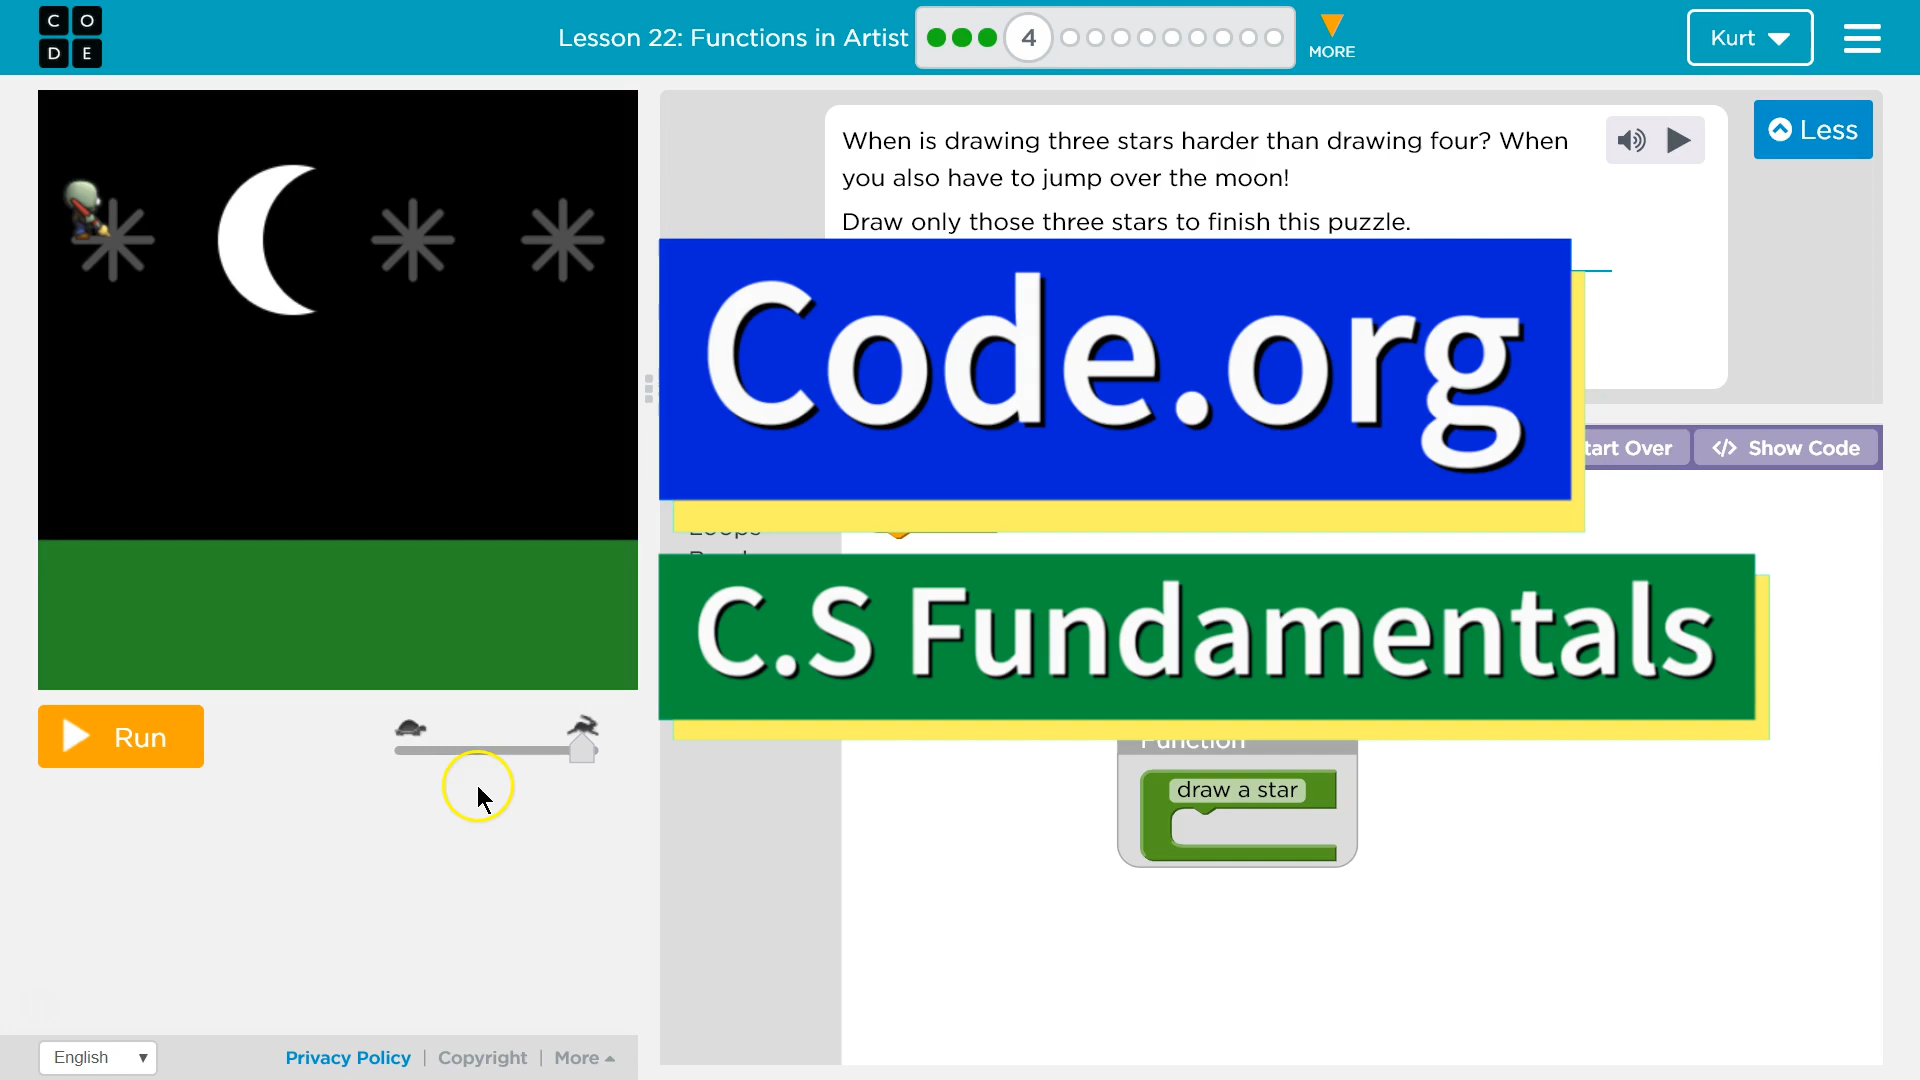 C O
D E
Lesson 22: Functions in Artist
4
MORE
Kurt
When is drawing three stars harder than drawing four? When
you also have to jump over the moon!
Draw only those three stars to finish this puzzle.
Less
Code.org
tart Over
</> Show Code
Loops
C.S Fundamentals
Function
draw a star
Run
English
Privacy Policy | Copyright | More